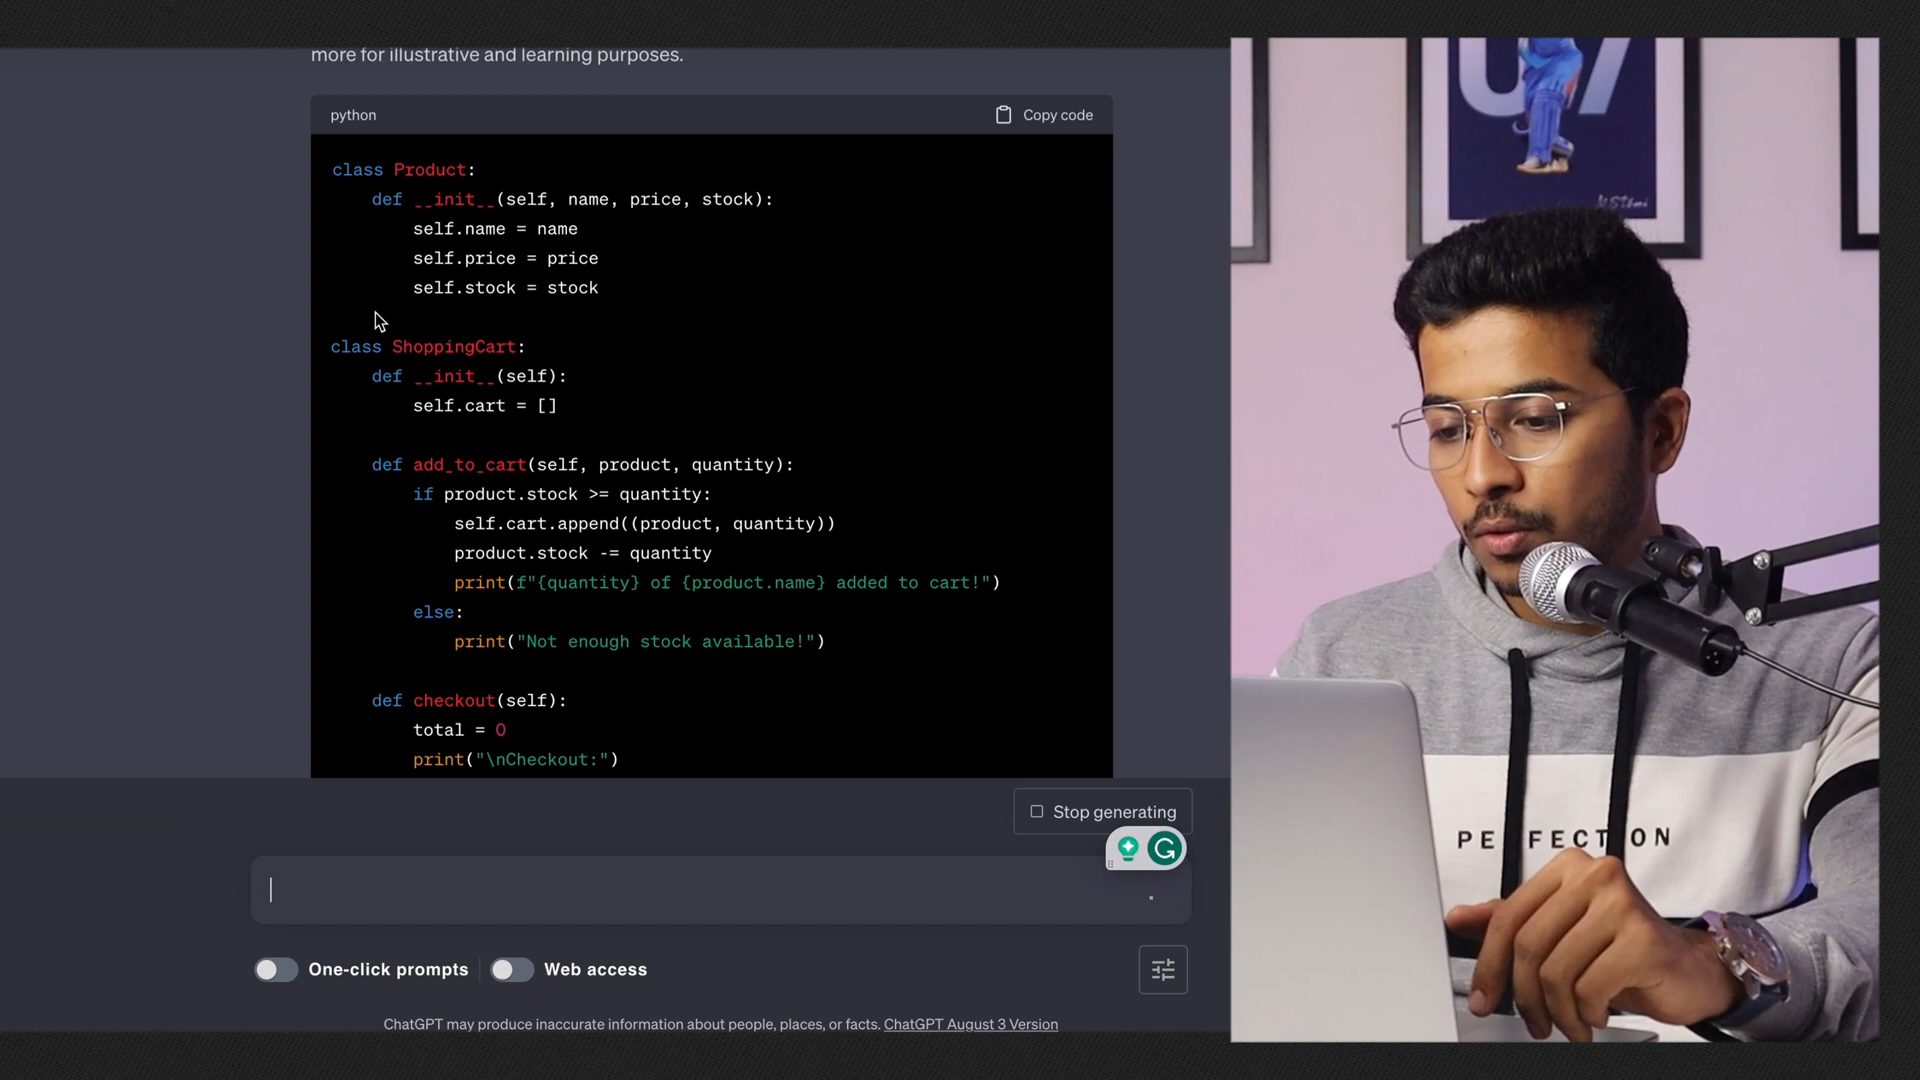 more for illustrative and learning purposes.
python
Copy code
class Product:
    def __init__(self, name, price, stock):
        self.name = name
        self.price = price
        self.stock = stock
class ShoppingCart:
    def __init__(self):
        self.cart = []
    def add_to_cart(self, product, quantity):
        if product.stock >= quantity:
            self.cart.append((product, quantity))
            product.stock -= quantity
            print(f"{quantity} of {product.name} added to cart!")
        else:
            print("Not enough stock available!")
    def checkout(self):
        total = 0
        print("\nCheckout:")
Stop generating
One-click prompts
Web access
ChatGPT may produce inaccurate information about people, places, or facts. ChatGPT August 3 Version
07
PERFECTION